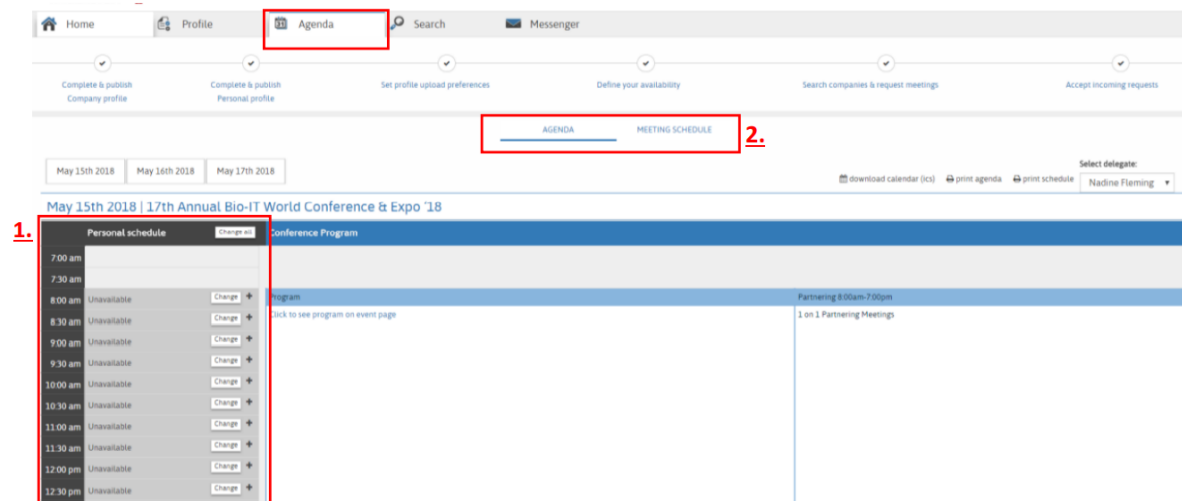 Home Profile Agenda Search Messenger
Complete & publish Complete & publish Set profile upload preferences Define your availability Search companies & request meetings Accept incoming requests
Company profile Personal profile
AGENDA MEETING SCHEDULE 2.
Select delegate:
May 15th 2018 May 16th 2018 May 17th 2018 download calendar (ics) print agenda print schedule Nadine Fleming
May 15th 2018 | 17th Annual Bio-IT World Conference & Expo '18
1. Personal schedule Change all Conference Program
7:00 am
7:30 am
8:00 am Unavailable Change + Program Partnering 8:00am-7:00pm
8:30 am Unavailable Change + Click to see program on event page 1 on 1 Partnering Meetings
9:00 am Unavailable Change +
9:30 am Unavailable Change +
10:00 am Unavailable Change +
10:30 am Unavailable Change +
11:00 am Unavailable Change +
11:30 am Unavailable Change +
12:00 pm Unavailable Change +
12:30 pm Unavailable Change +